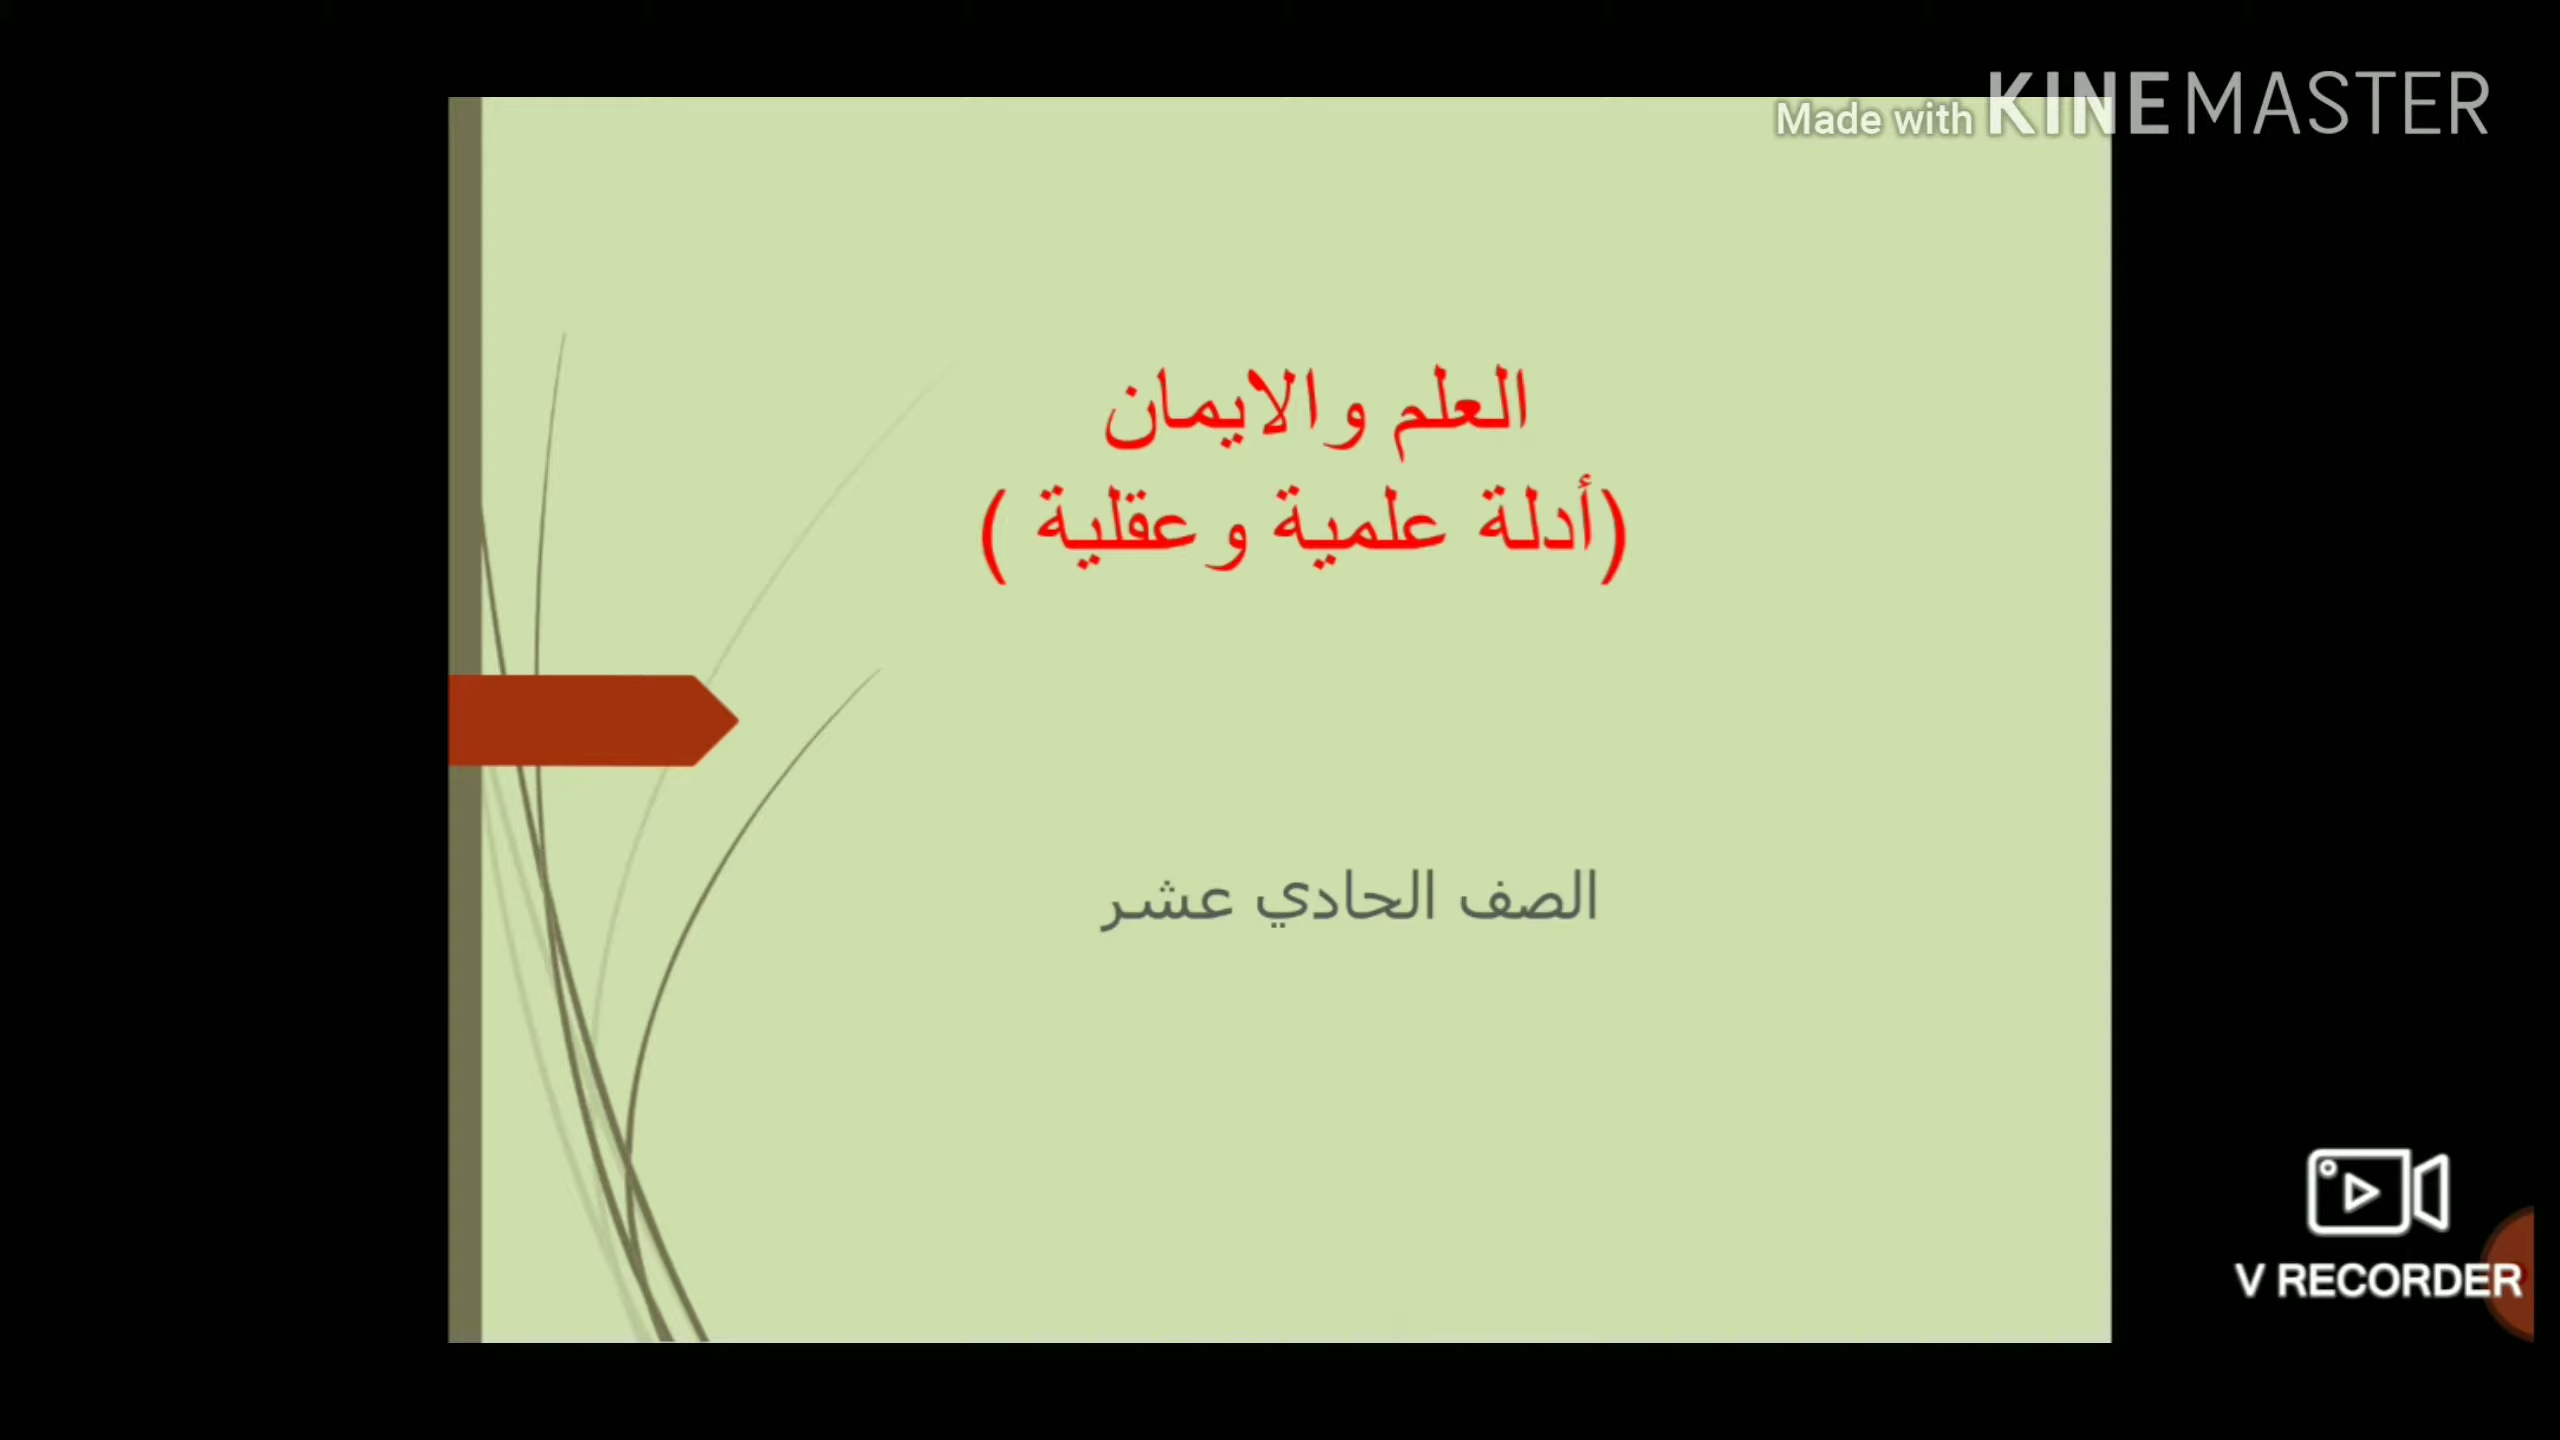 Made with KINEMASTER
العلم والايمان
(أدلة علمية وعقلية )
الصف الحادي عشر
V RECORDER